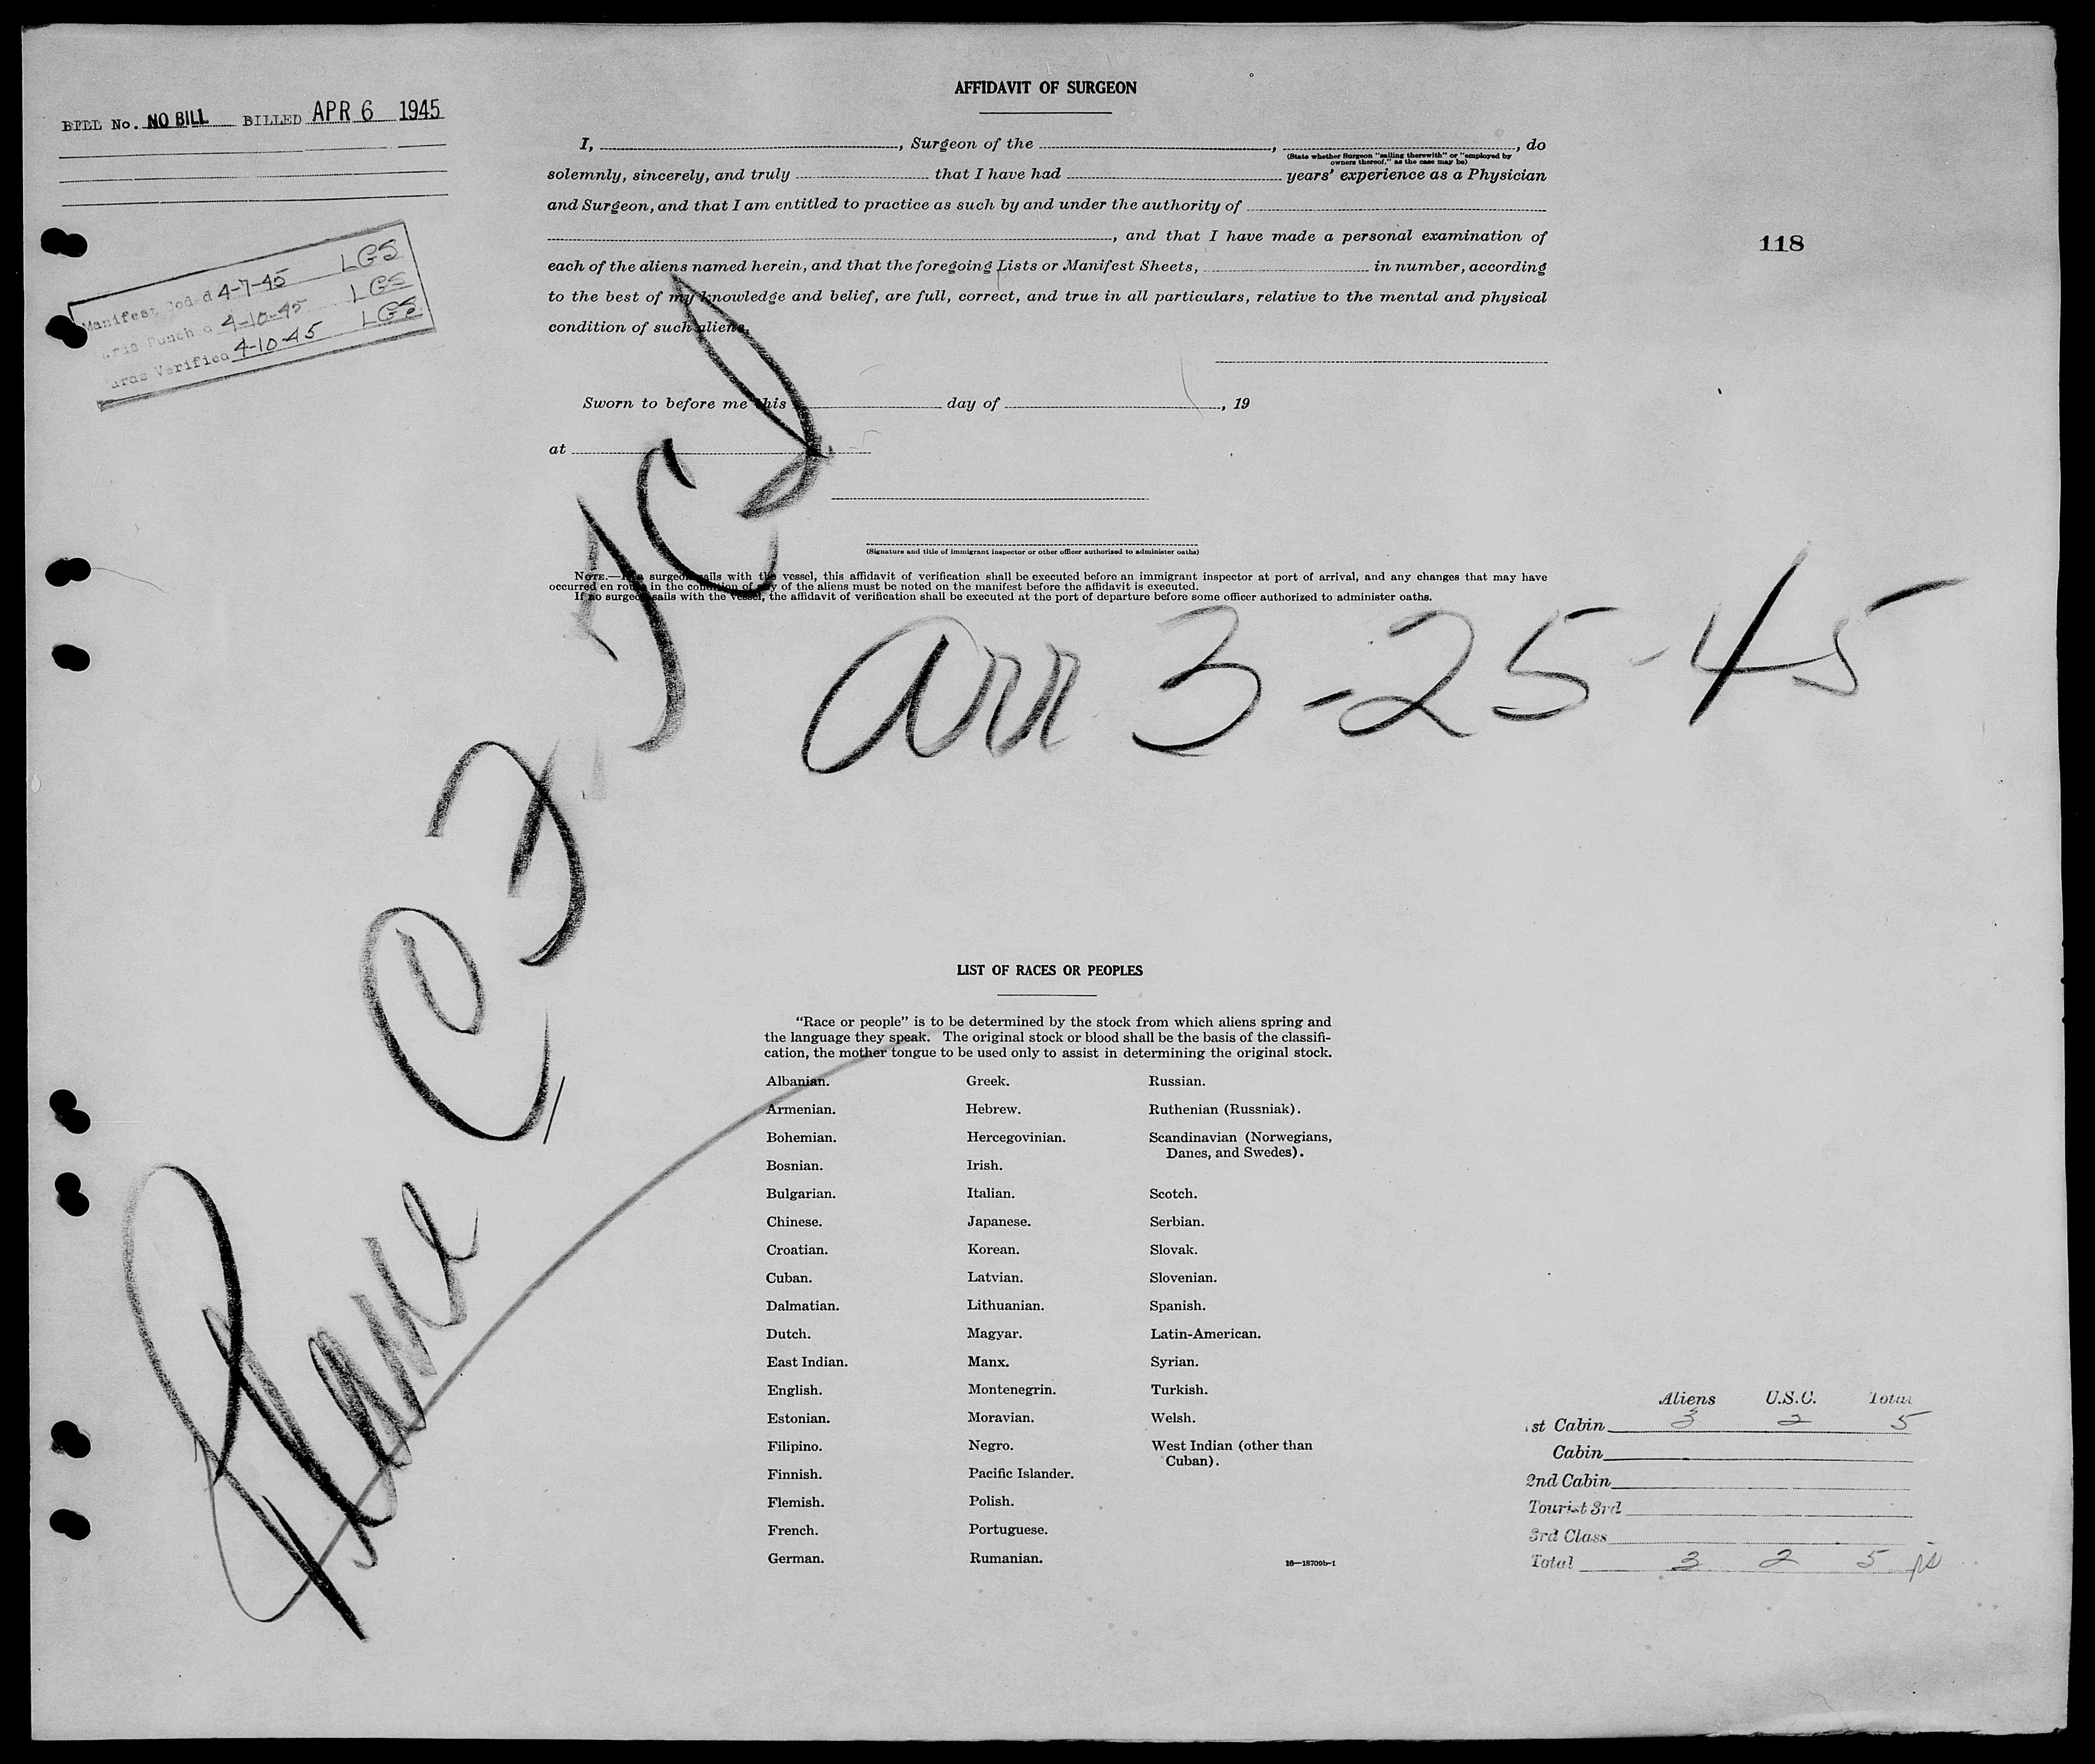 BILL No. NO BILL BILLED APR 6 1945
Manifest Coded 4-7-45 LGS
Cards Punched 4-10-45 LGS
Cards Verified 4-10-45 LGS
AFFIDAVIT OF SURGEON
I, , Surgeon of the , , do
(State whether Surgeon "sailing therewith" or "employed by
owners thereof," as the case may be)
solemnly, sincerely, and truly that I have had years' experience as a Physician
and Surgeon, and that I am entitled to practice as such by and under the authority of
, and that I have made a personal examination of
each of the aliens named herein, and that the foregoing Lists or Manifest Sheets, in number, according
to the best of my knowledge and belief, are full, correct, and true in all particulars, relative to the mental and physical
condition of such aliens.
118
Sworn to before me this day of , 19
at
(Signature and title of immigrant inspector or other officer authorized to administer oaths)
NOTE.—If a surgeon sails with the vessel, this affidavit of verification shall be executed before an immigrant inspector at port of arrival, and any changes that may have
occurred en route in the condition of any of the aliens must be noted on the manifest before the affidavit is executed.
If no surgeon sails with the vessel, the affidavit of verification shall be executed at the port of departure before some officer authorized to administer oaths.
arr 3-25-45
Plane
LIST OF RACES OR PEOPLES
"Race or people" is to be determined by the stock from which aliens spring and
the language they speak. The original stock or blood shall be the basis of the classifi-
cation, the mother tongue to be used only to assist in determining the original stock.
Albanian. Greek. Russian.
Armenian. Hebrew. Ruthenian (Russniak).
Bohemian. Hercegovinian. Scandinavian (Norwegians,
Danes, and Swedes).
Bosnian. Irish.
Bulgarian. Italian. Scotch.
Chinese. Japanese. Serbian.
Croatian. Korean. Slovak.
Cuban. Latvian. Slovenian.
Dalmatian. Lithuanian. Spanish.
Dutch. Magyar. Latin-American.
East Indian. Manx. Syrian.
English. Montenegrin. Turkish.
Estonian. Moravian. Welsh.
Filipino. Negro. West Indian (other than
Cuban).
Finnish. Pacific Islander.
Flemish. Polish.
French. Portuguese.
German. Rumanian.
16—18709b-1
Aliens U.S.C. Total
1st Cabin 3 2 5
Cabin
2nd Cabin
Tourist 3rd
3rd Class
Total 3 2 5